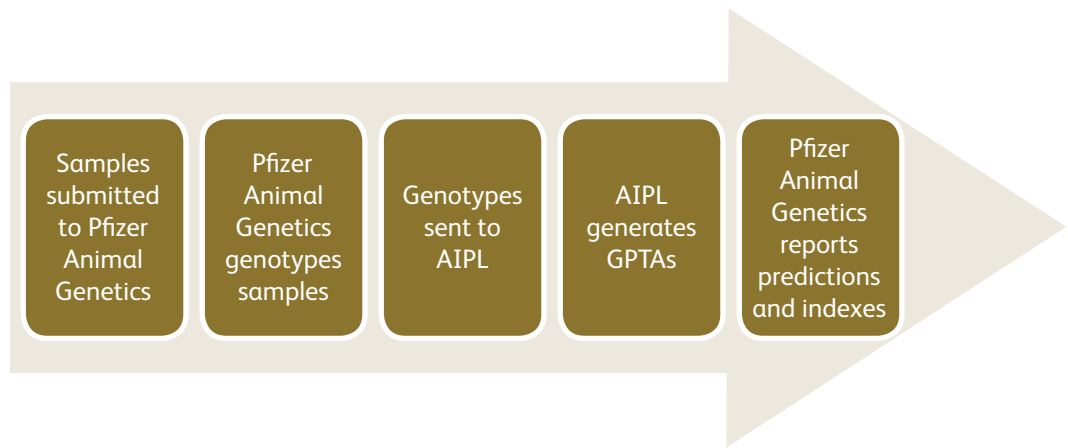 Samples
submitted
to Pfizer
Animal
Genetics
Pfizer
Animal
Genetics
genotypes
samples
Genotypes
sent to
AIPL
AIPL
generates
GPTAs
Pfizer
Animal
Genetics
reports
predictions
and indexes